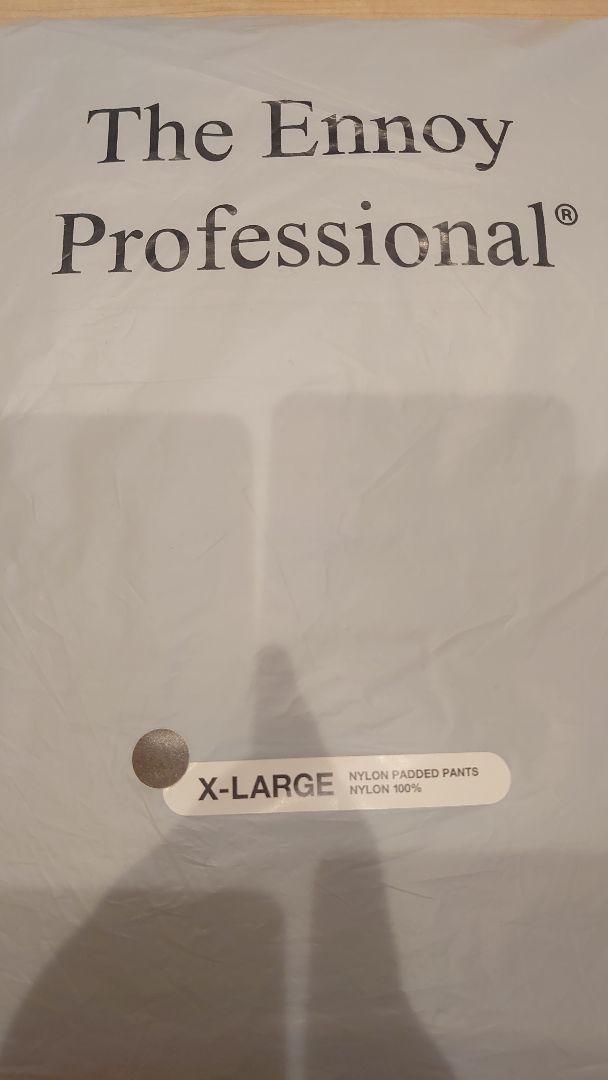 The Ennoy
Professional®
X-LARGE
NYLON PADDED PANTS
NYLON 100%